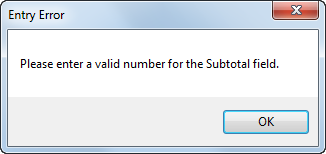 Entry Error
Please enter a valid number for the Subtotal field.
OK